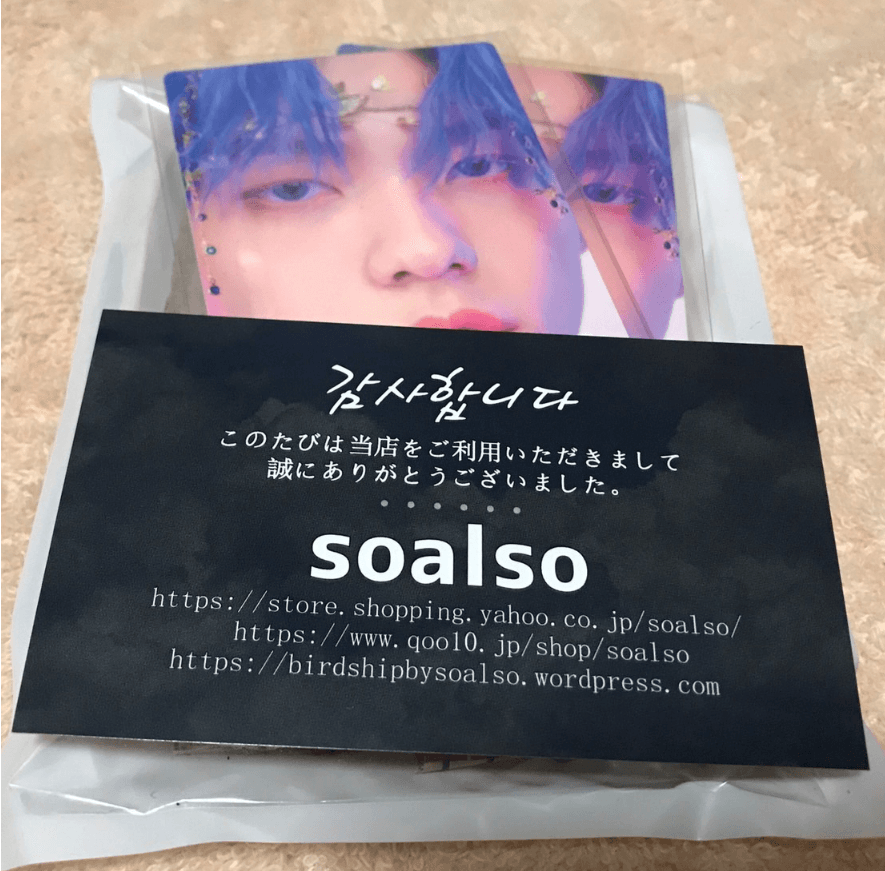 감사합니다
このたびは当店をご利用いただきまして
誠にありがとうございました。
soalso
https://store.shopping.yahoo.co.jp/soalso/
https://www.qoo10.jp/shop/soalso
https://birdshipbysoalso.wordpress.com